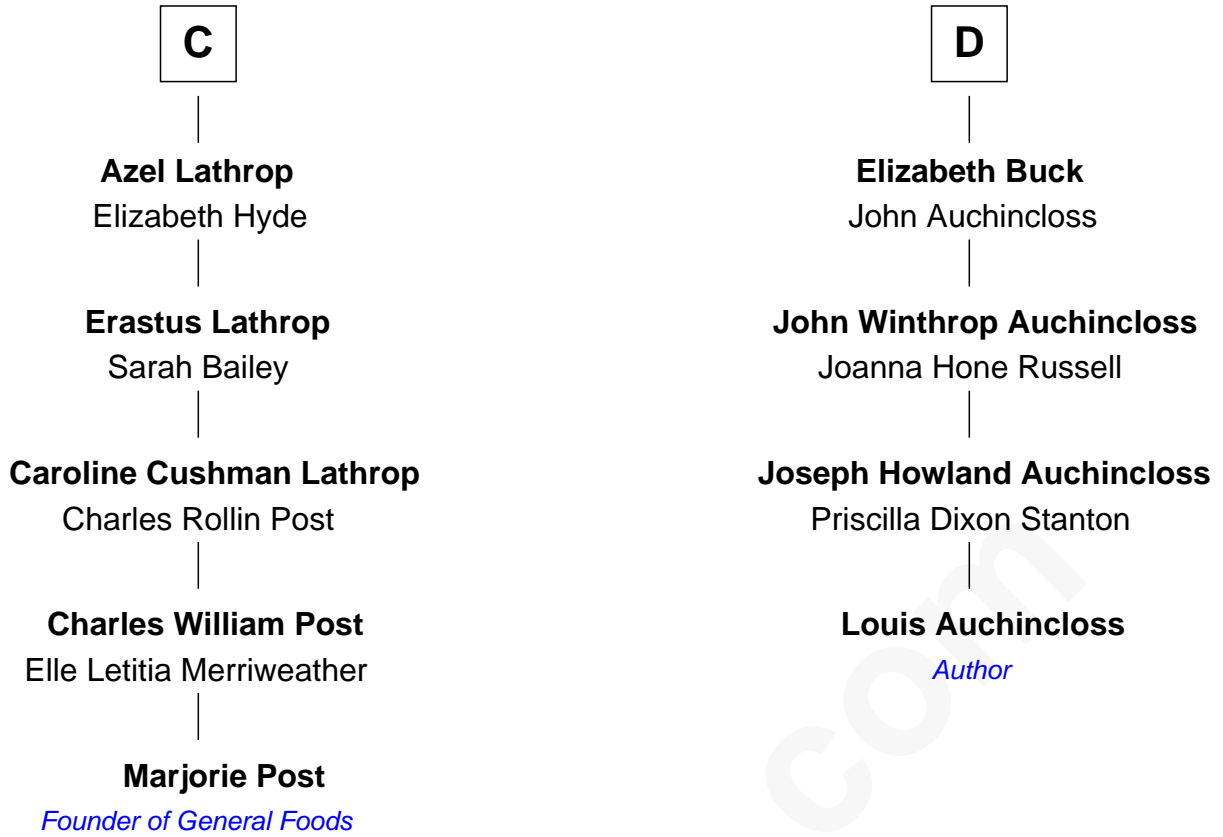 C
Azel Lathrop
Elizabeth Hyde
Erastus Lathrop
Sarah Bailey
Caroline Cushman Lathrop
Charles Rollin Post
Charles William Post
Elle Letitia Merriweather
Marjorie Post
Founder of General Foods
D
Elizabeth Buck
John Auchincloss
John Winthrop Auchincloss
Joanna Hone Russell
Joseph Howland Auchincloss
Priscilla Dixon Stanton
Louis Auchincloss
Author
com